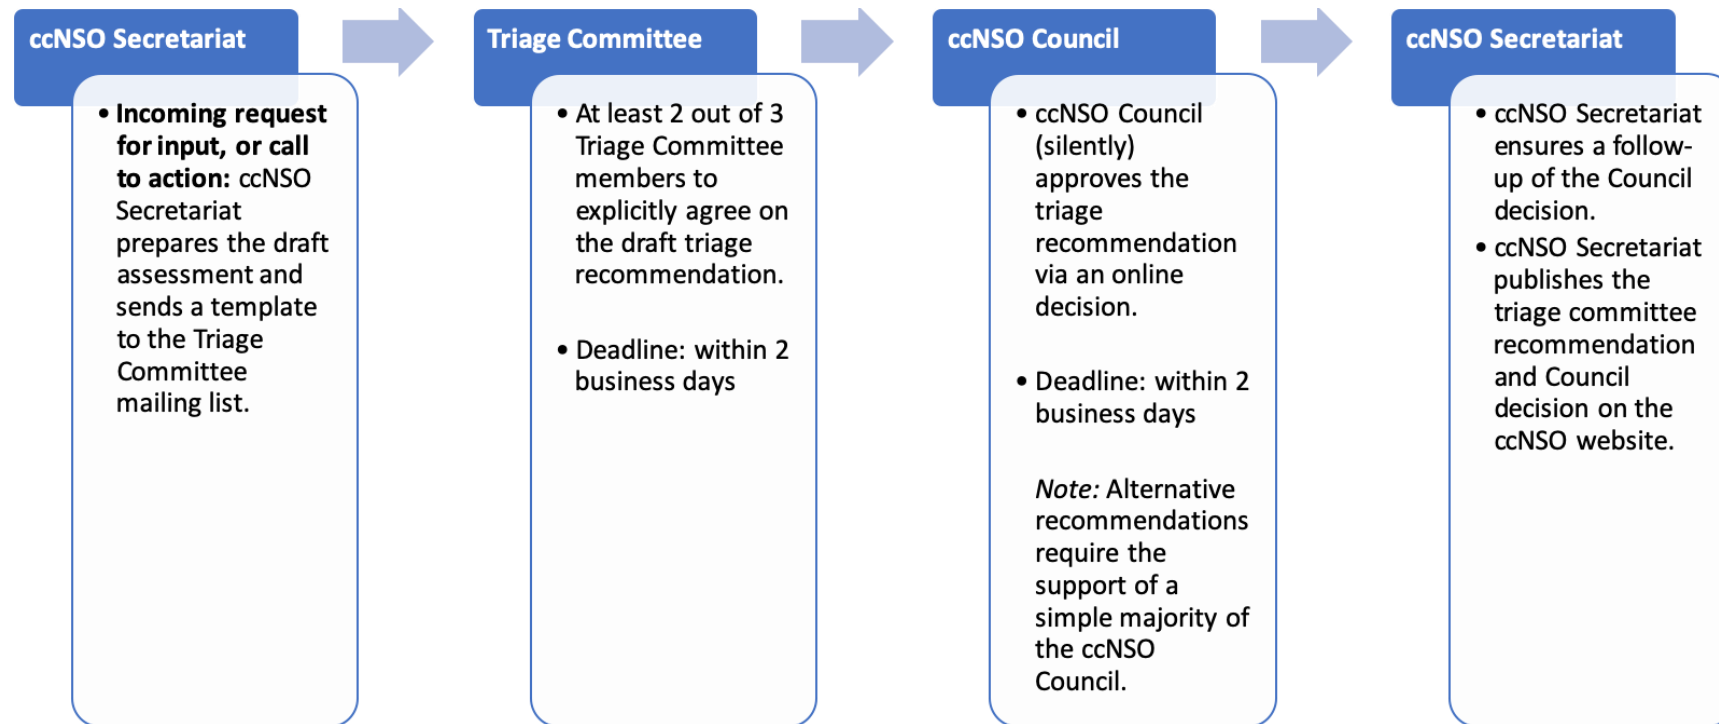 ccNSO Secretariat
• Incoming request
for input, or call
to action: ccNSO
Secretariat
prepares the draft
assessment and
sends a template
to the Triage
Committee
mailing list.
Triage Committee
• At least 2 out of 3
Triage Committee
members to
explicitly agree on
the draft triage
recommendation.
• Deadline: within 2
business days
ccNSO Council
• ccNSO Council
(silently)
approves the
triage
recommendation
via an online
decision.
• Deadline: within 2
business days
Note: Alternative
recommendations
require the
support of a
simple majority of
the ccNSO
Council.
ccNSO Secretariat
• ccNSO Secretariat
ensures a follow-
up of the Council
decision.
• ccNSO Secretariat
publishes the
triage committee
recommendation
and Council
decision on the
ccNSO website.